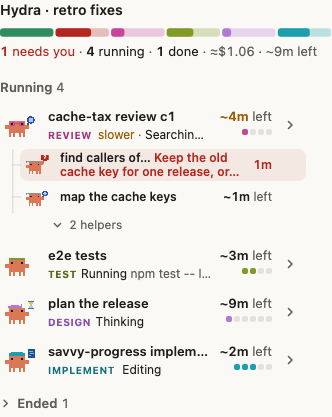 Hydra · retro fixes
1 needs you · 4 running · 1 done · ≈$1.06 · ~9m left
Running 4
cache-tax review c1
~4m left
REVIEW slower · Searchin…
find callers of… Keep the old
cache key for one release, or…
1m
map the cache keys
~1m left
2 helpers
e2e tests
~3m left
TEST Running npm test -- l…
plan the release
~9m left
DESIGN Thinking
savvy-progress implem…
~2m left
IMPLEMENT Editing
Ended 1